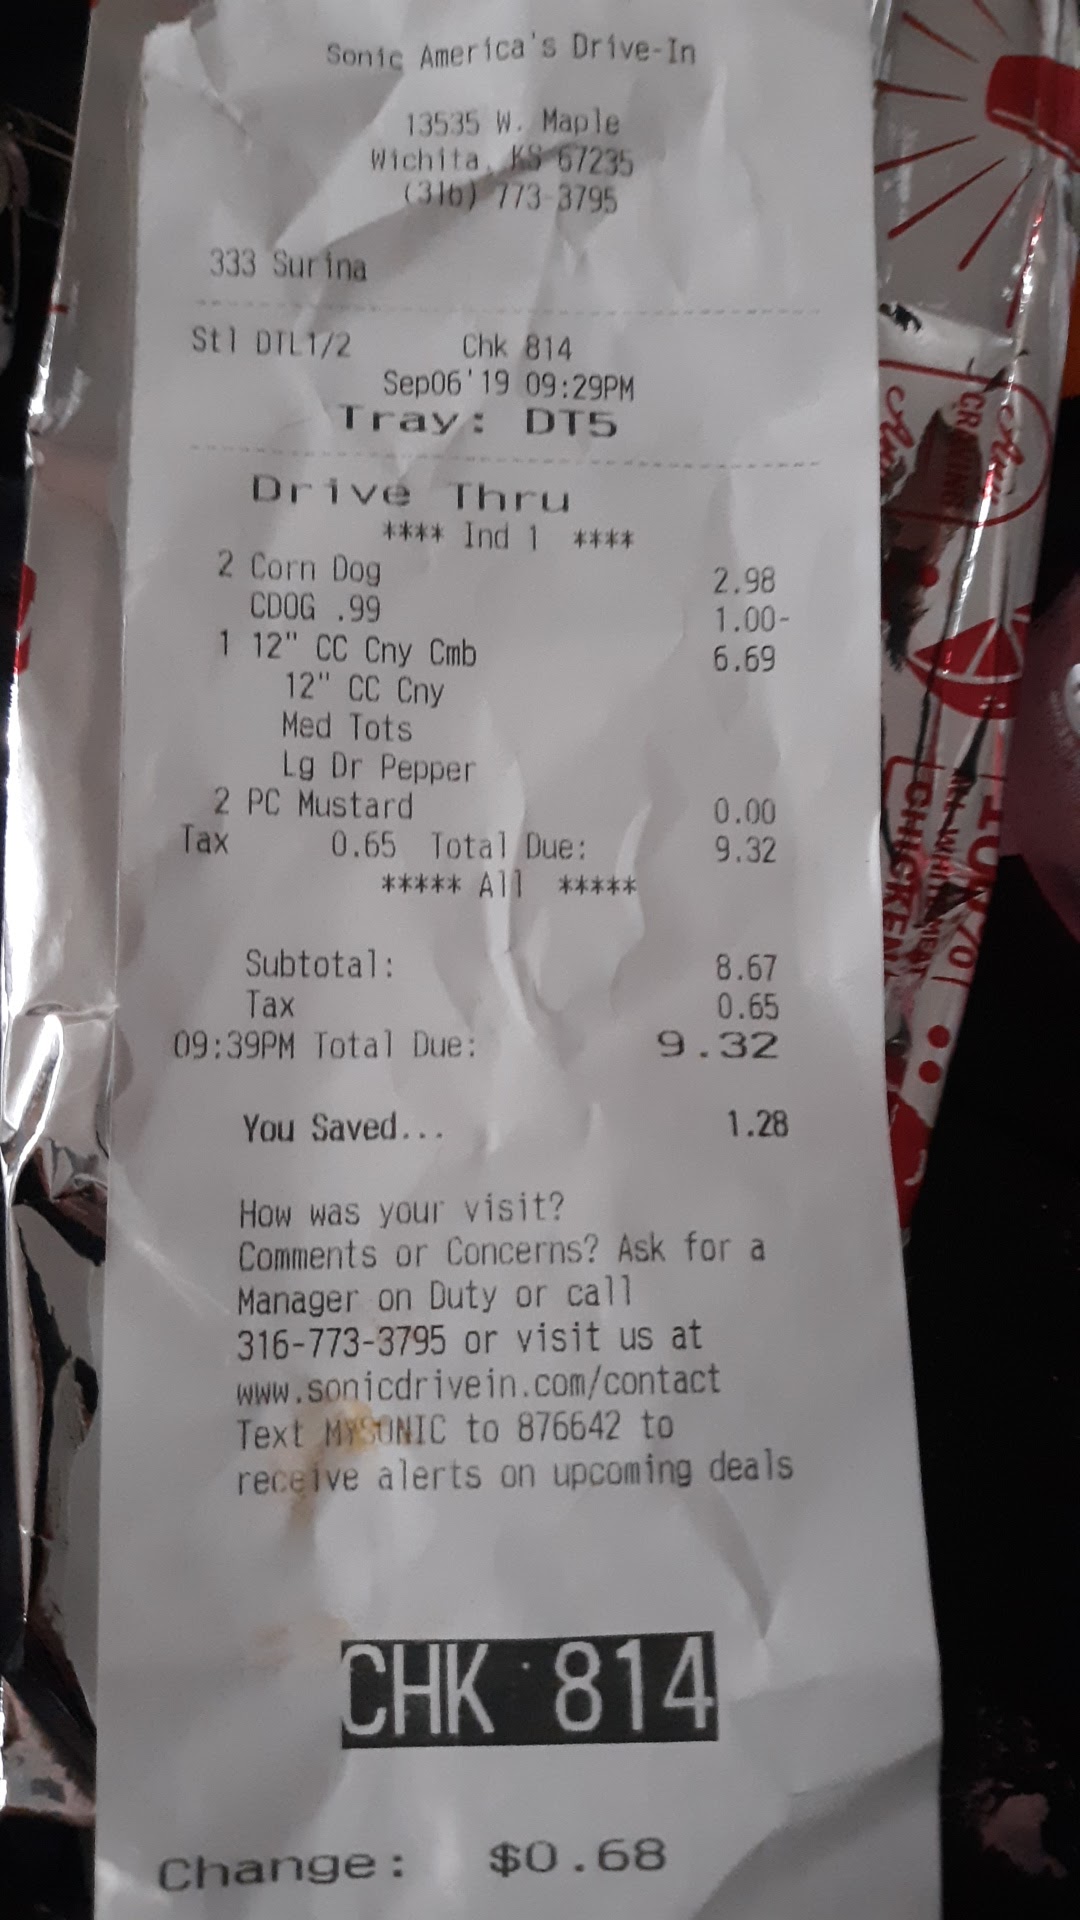 Sonic America's Drive-In
13535 W. Maple
Wichita, KS 67235
(316) 773-3795
333 Surina
Stl DTL1/2 Chk 814
Sep06'19 09:29PM
Tray: DT5
Drive Thru
**** Ind 1 ****
2 Corn Dog 2.98
CDOG .99 1.00-
1 12" CC Cny Cmb 6.69
12" CC Cny
Med Tots
Lg Dr Pepper
2 PC Mustard 0.00
Tax 0.65 Total Due: 9.32
***** All *****
Subtotal: 8.67
Tax 0.65
09:39PM Total Due: 9.32
You Saved... 1.28
How was your visit?
Comments or Concerns? Ask for a
Manager on Duty or call
316-773-3795 or visit us at
www.sonicdrivein.com/contact
Text MYSONIC to 876642 to
receive alerts on upcoming deals
CHK 814
Change: $0.68
CHICKEN